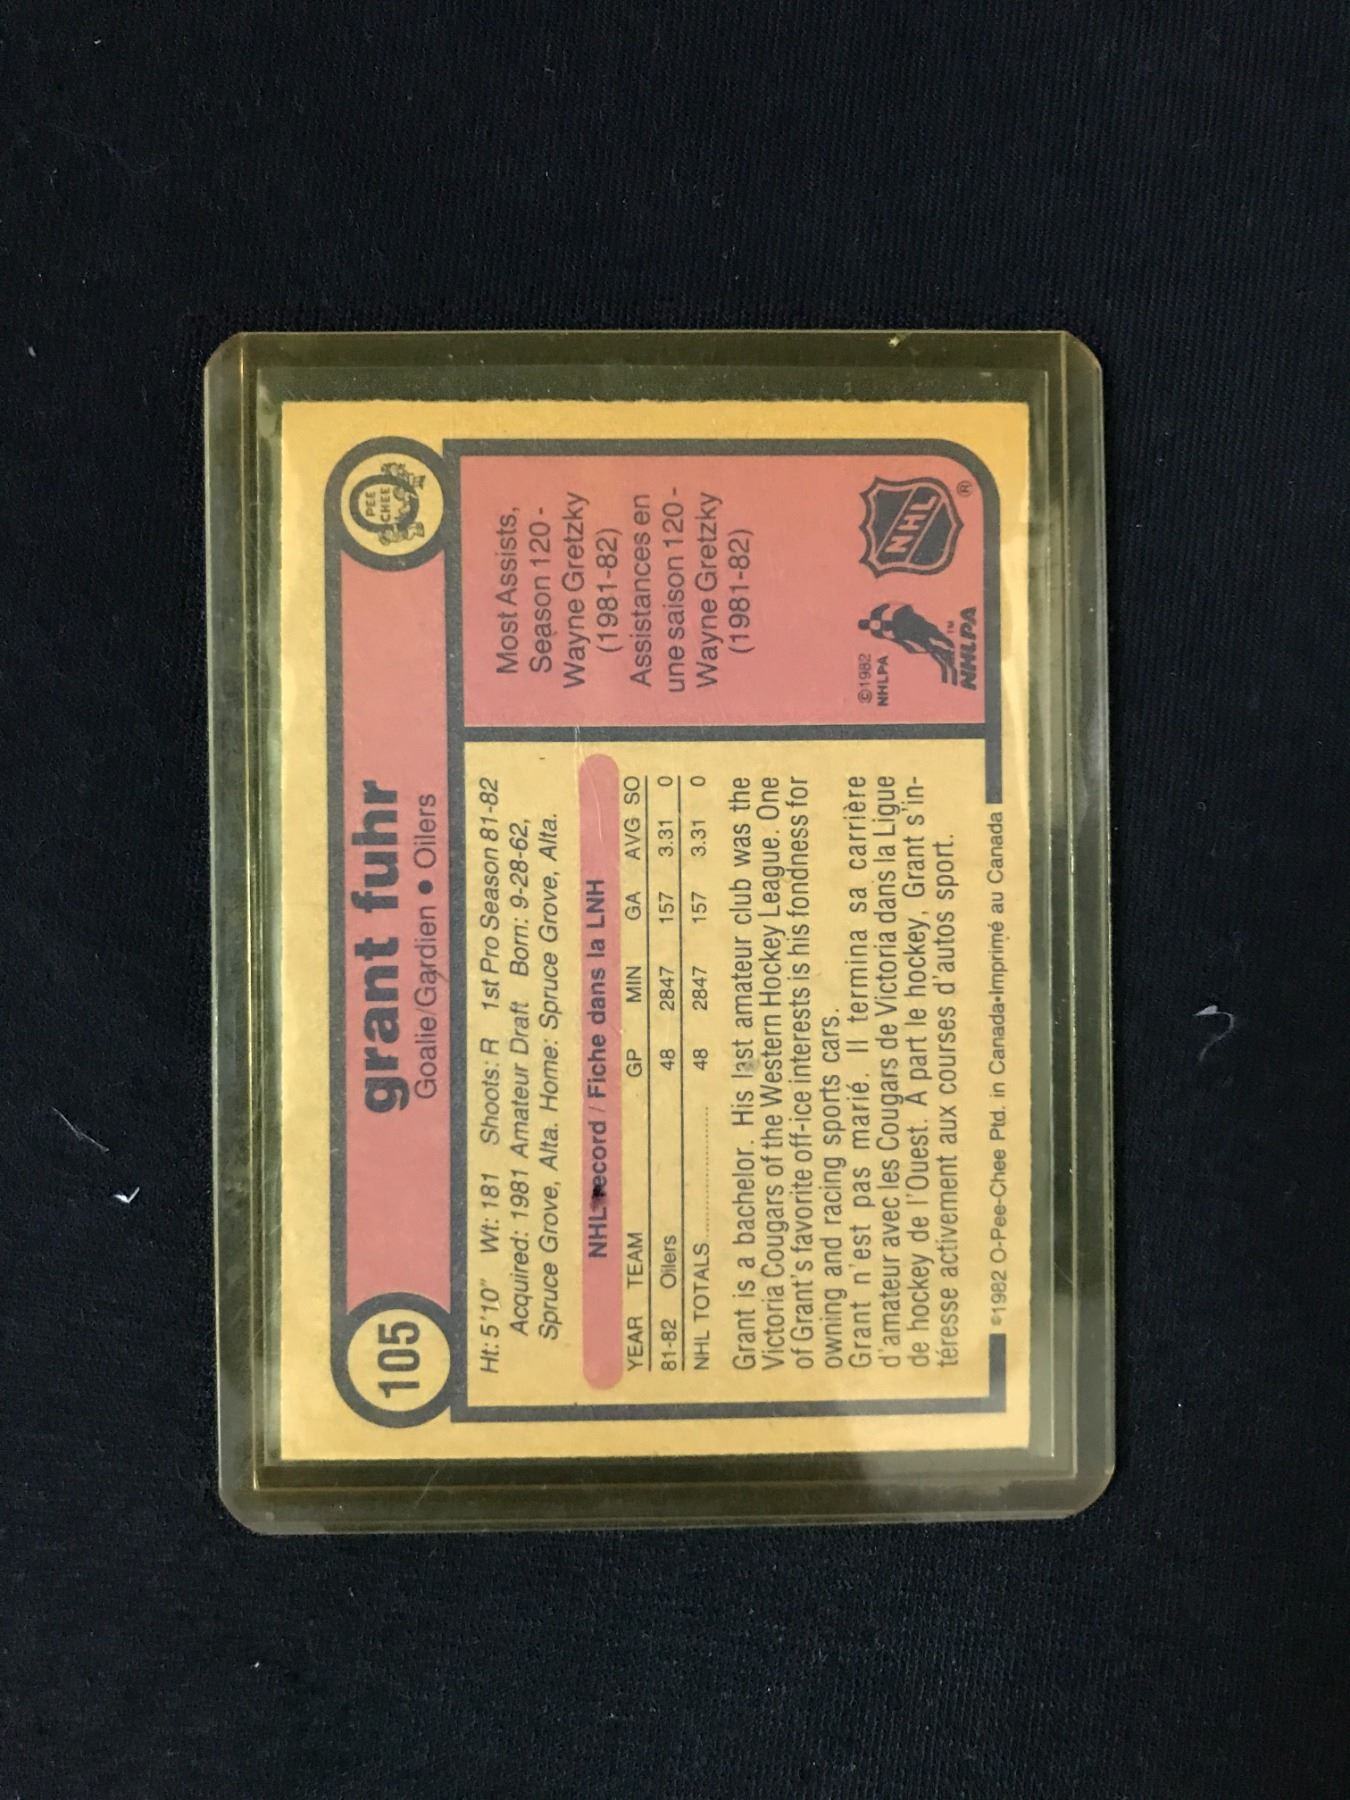 105
grant fuhr
Goalie/Gardien • Oilers
PEE
CHEE
Ht: 5'10" Wt: 181 Shoots: R 1st Pro Season 81-82
Acquired: 1981 Amateur Draft Born: 9-28-62,
Spruce Grove, Alta. Home: Spruce Grove, Alta.
NHL record / Fiche dans la LNH
YEAR TEAM GP MIN GA AVG SO
81-82 Oilers 48 2847 157 3.31 0
NHL TOTALS 48 2847 157 3.31 0
Grant is a bachelor. His last amateur club was the
Victoria Cougars of the Western Hockey League. One
of Grant's favorite off-ice interests is his fondness for
owning and racing sports cars.
Grant n'est pas marié. Il termina sa carrière
d'amateur avec les Cougars de Victoria dans la Ligue
de hockey de l'Ouest. À part le hockey, Grant s'in-
téresse activement aux courses d'autos sport.
©1982 O-Pee-Chee Ptd. in Canada•Imprimé au Canada
Most Assists,
Season 120 -
Wayne Gretzky
(1981-82)
Assistances en
une saison 120 -
Wayne Gretzky
(1981-82)
©1982
NHLPA
NHLPA
TM
NHL
®